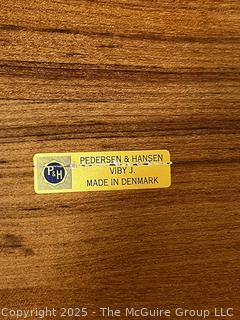 PEDERSEN & HANSEN
P&H
VIBY J.
MADE IN DENMARK
Copyright 2025 - The McGuire Group LLC